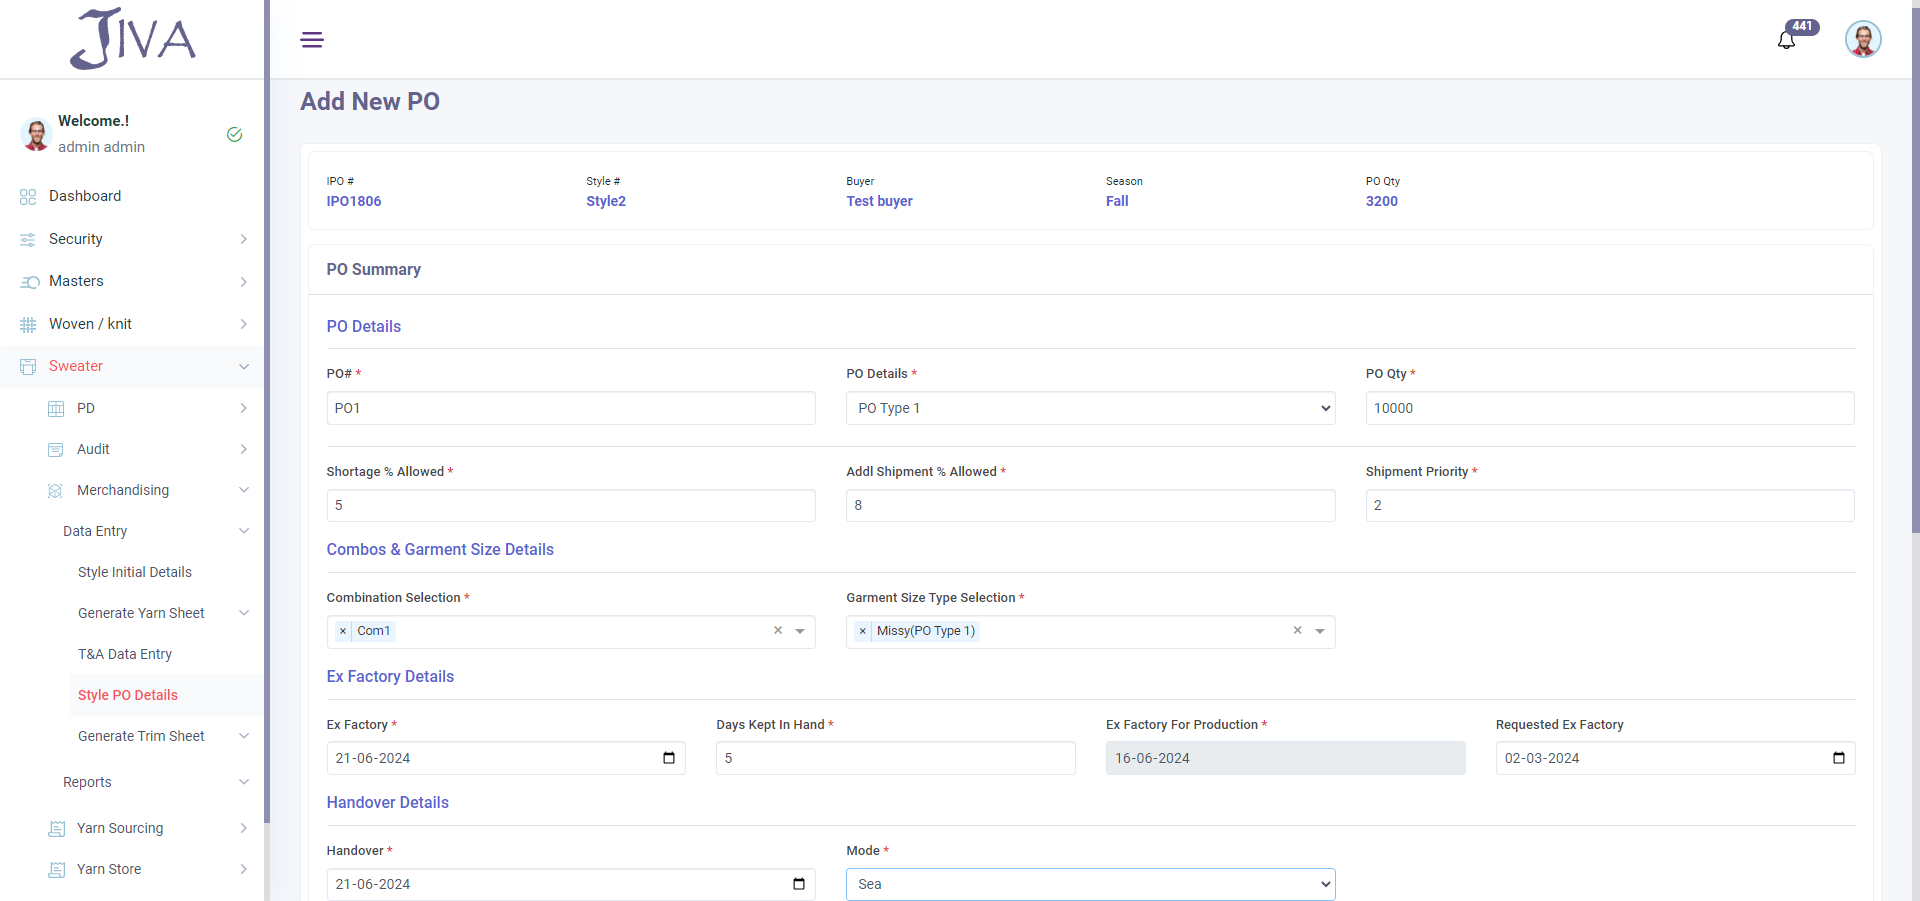 JIVA
441
Welcome.!
admin admin
Dashboard
Security
Masters
Woven / knit
Sweater
PD
Audit
Merchandising
Data Entry
Style Initial Details
Generate Yarn Sheet
T&A Data Entry
Style PO Details
Generate Trim Sheet
Reports
Yarn Sourcing
Yarn Store
Add New PO
IPO # Style # Buyer Season PO Qty
IPO1806 Style2 Test buyer Fall 3200
PO Summary
PO Details
PO# * PO Details * PO Qty *
PO1 PO Type 1 10000
Shortage % Allowed * Addl Shipment % Allowed * Shipment Priority *
5 8 2
Combos & Garment Size Details
Combination Selection * Garment Size Type Selection *
× Com1 × × Missy(PO Type 1) ×
Ex Factory Details
Ex Factory * Days Kept In Hand * Ex Factory For Production * Requested Ex Factory
21-06-2024 5 16-06-2024 02-03-2024
Handover Details
Handover * Mode *
21-06-2024 Sea